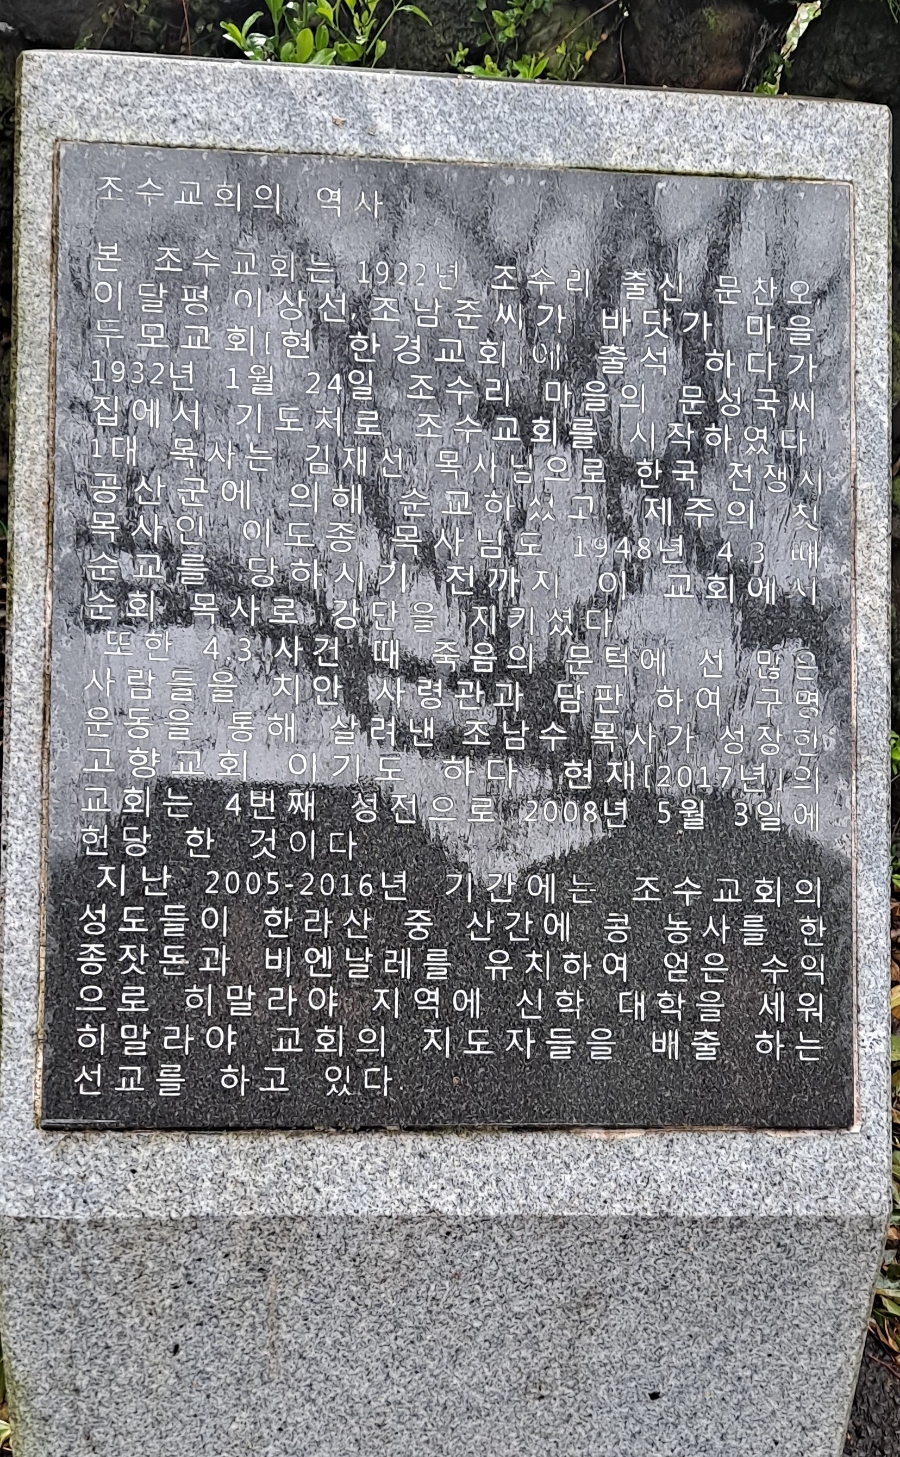 조수교회의 역사
본 조수교회는 1922년 조수리 출신 문찬오
이달평 이상선, 조남준씨가 바닷가 마을
두모교회[현 한경교회]에 출석 하다가
1932년 1월 24일 조수리 마을의 문성국씨
집에서 기도처로 조수교회를 시작하였다
1대 목사는 김재선 목사님으로 한국 전쟁시
공산군에 의해 순교하셨고 제주의 첫
목사인 이도종 목사님도 1948년 4 3 때
순교를 당하시기 전까지 이 교회에서
순회 목사로 강단을 지키셨다
또한 4,3 사건 때 죽음의 문턱에 선 많은
사람들을 치안 사령관과 담판 하여 구명
운동을 통해 살려낸 조남수 목사가 성장한
고향교회 이기도 하다 현재[2017년]의
교회는 4번째 성전으로 2008년 5월 3일에
헌당 한 것이다
지난 2005-2016년 기간에는 조수교회의
성도들이 한라산 중 산간에 콩 농사를 한
종잣돈과 비엔날레를 유치하여 얻은 수익
으로 히말라야 지역에 신학 대학을 세워
히말라야 교회의 지도자들을 배출 하는
선교를 하고 있다.